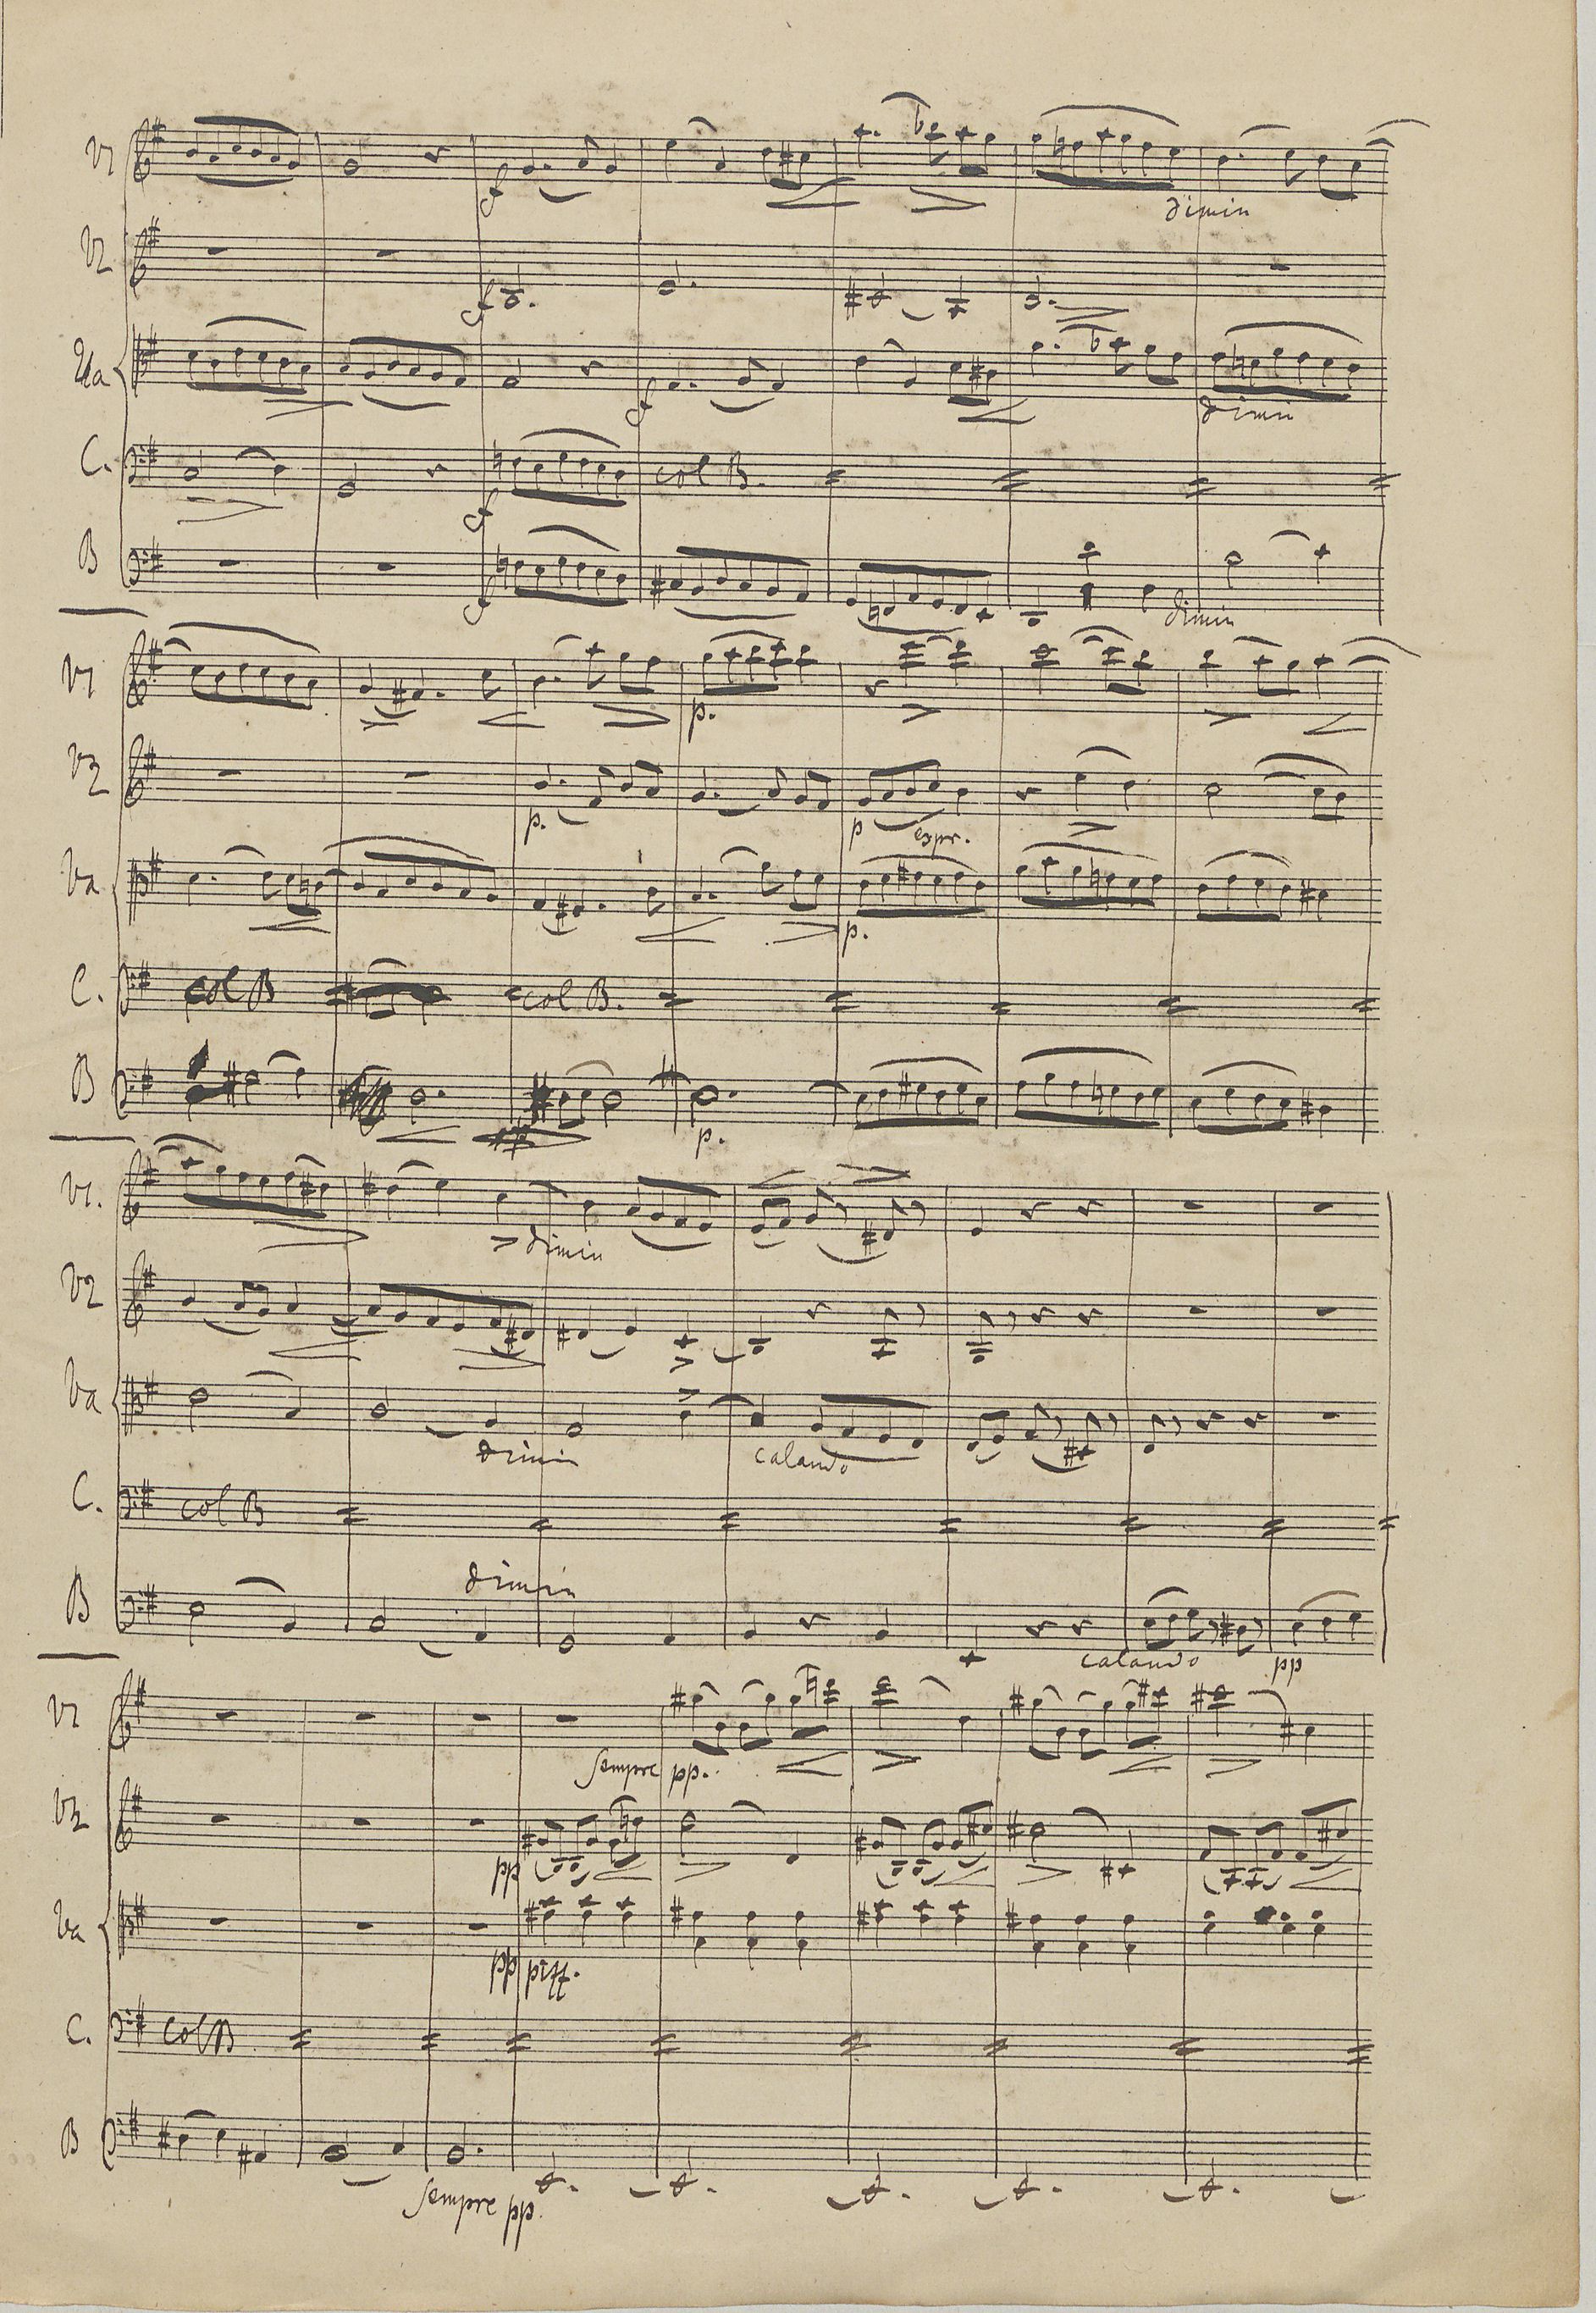 V1
f
dimin
V2
f
Va
f
dimin
C.
f
col B.
B
f
dimin
V1
p.
V2
p.
p
espr.
Va
p.
C.
Col B
col B.
B
p.
V1.
dimin
V2
Va
dimin
calando
C.
col B
dimin
B
calando
pp
V1
sempre pp.
V2
pp
Va
pp
pizz.
C.
Col B
B
sempre pp.